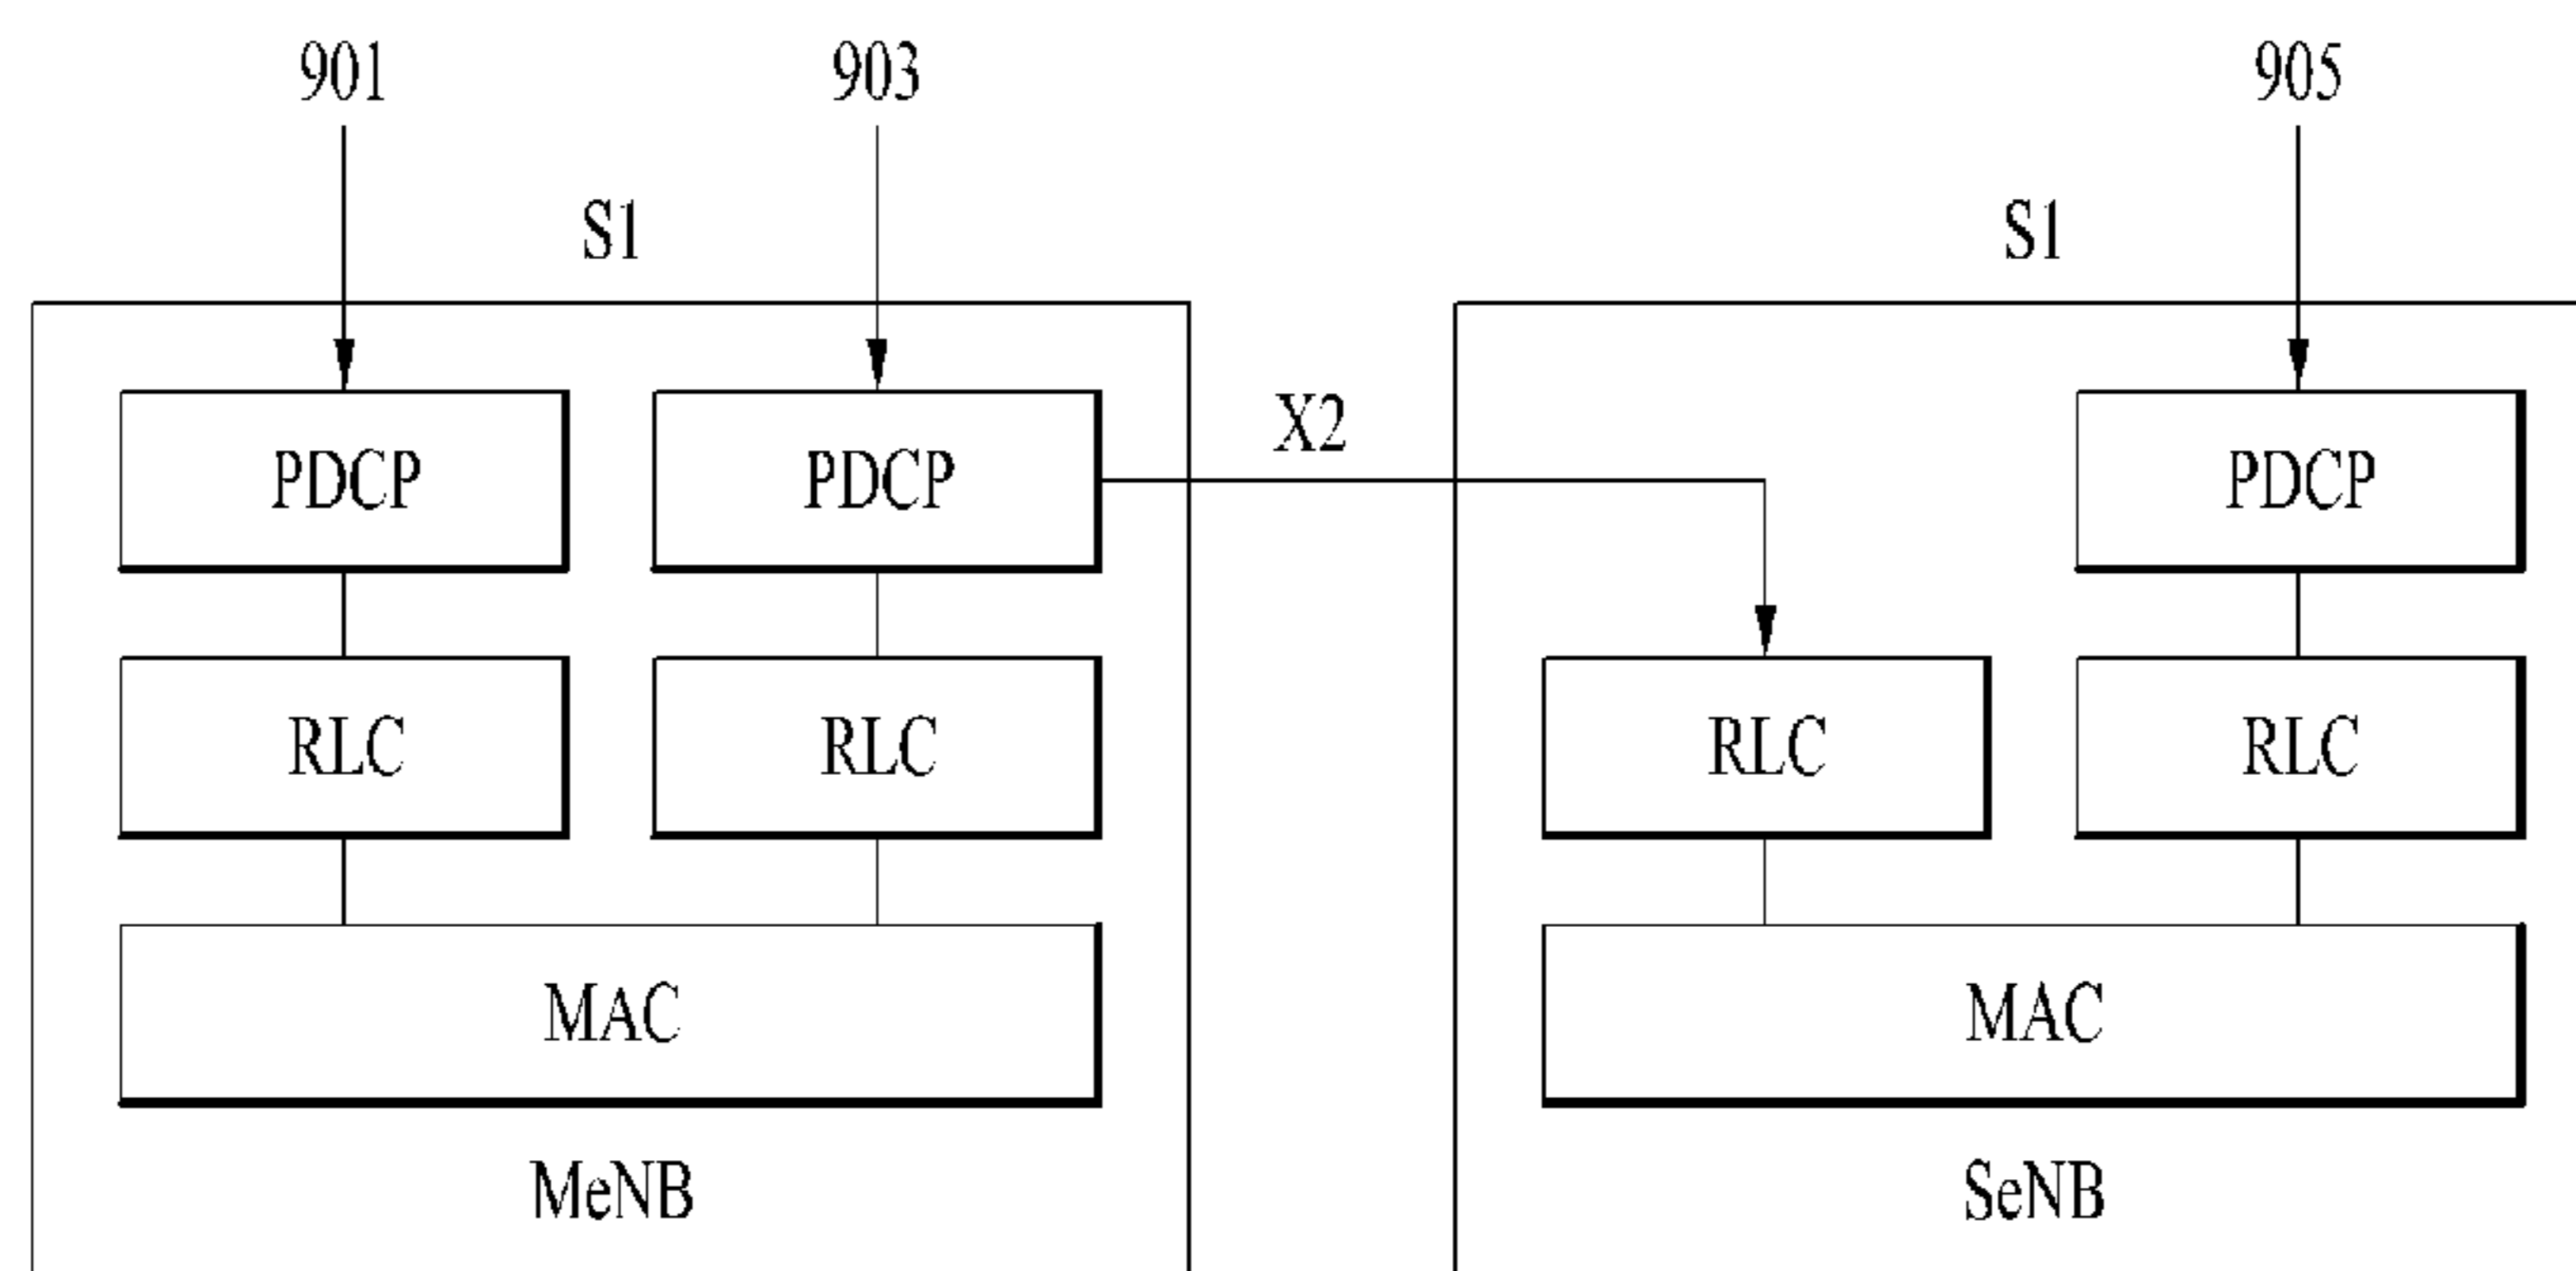 901 903 905
S1 S1
X2
PDCP PDCP PDCP
RLC RLC RLC RLC
MAC MAC
MeNB SeNB